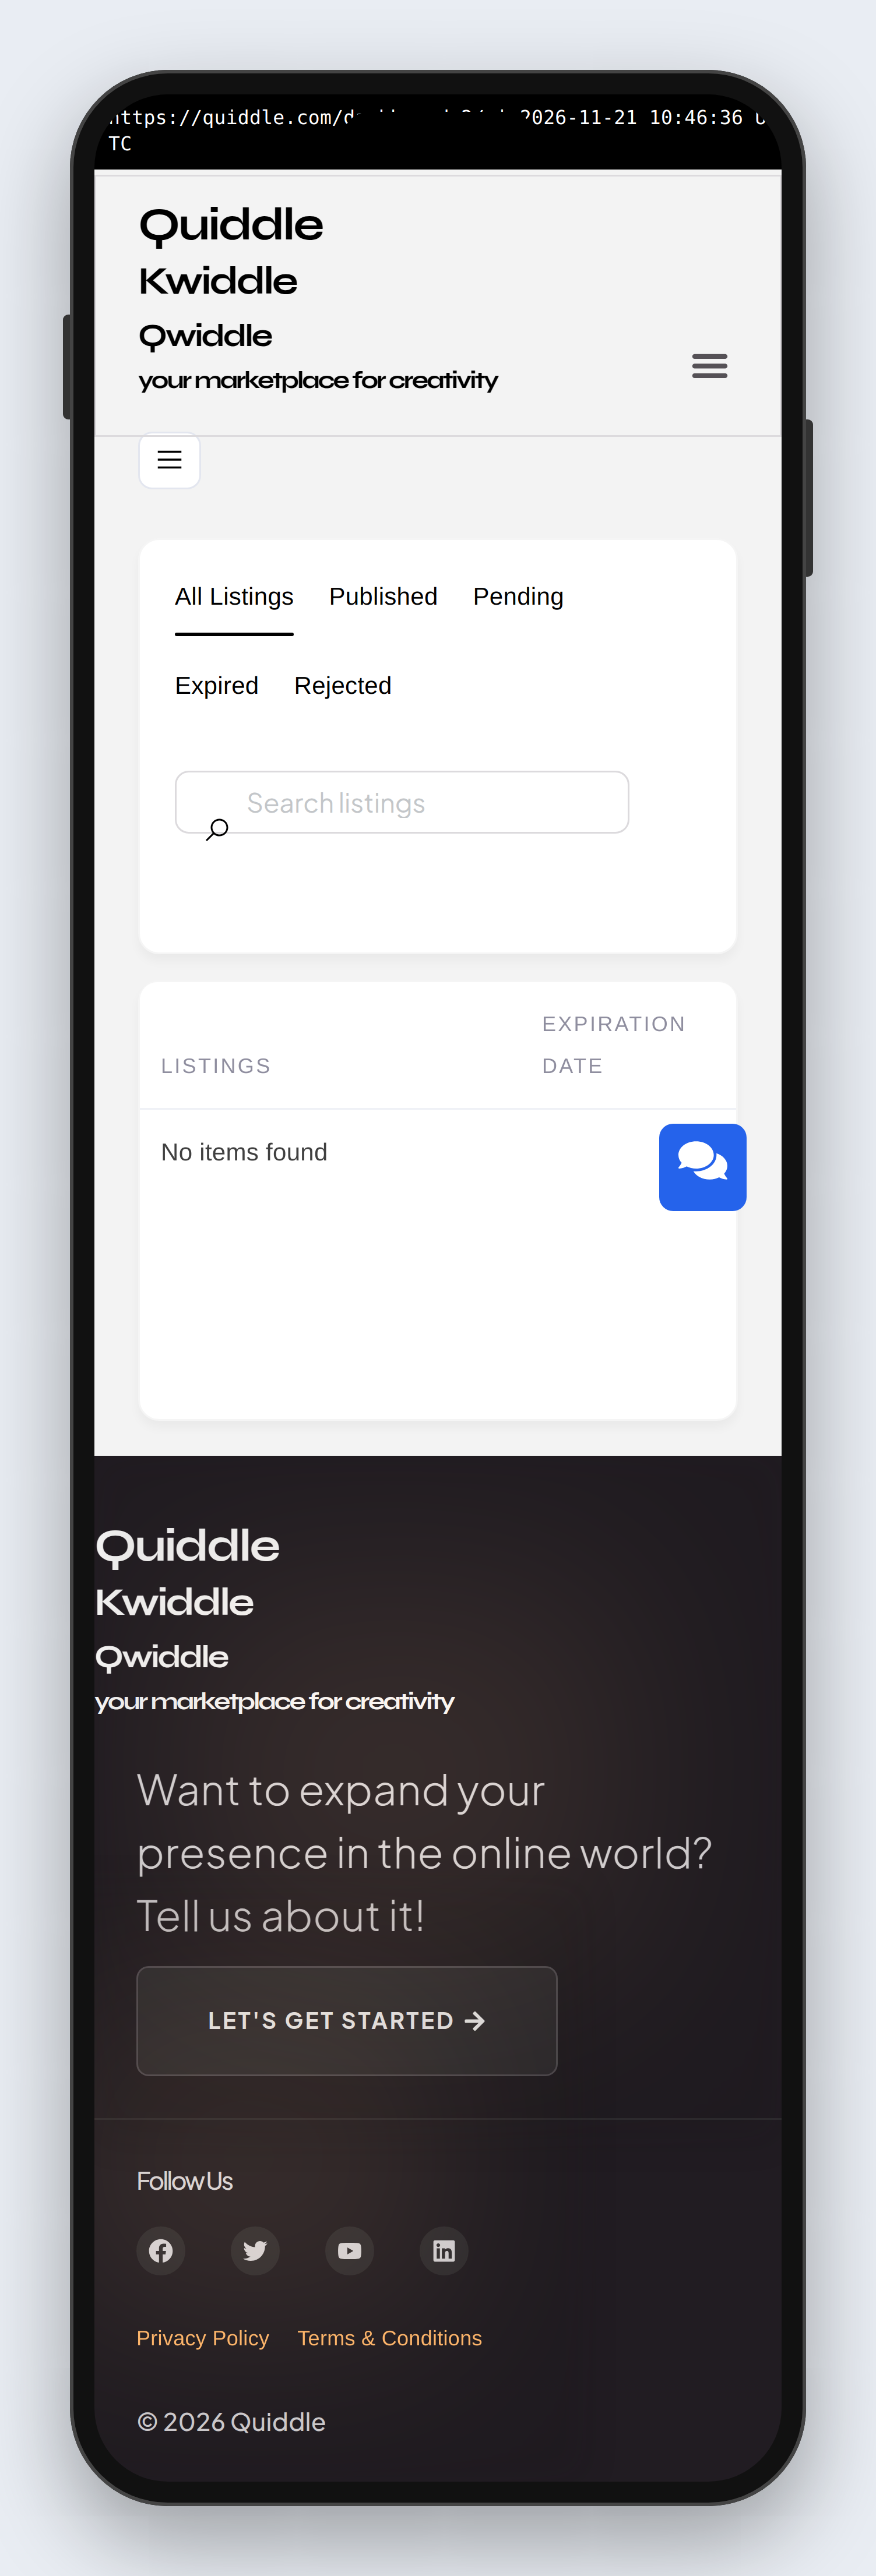 https://quiddle.com/d 2026-11-21 10:46:36 U
TC
Quiddle
Kwiddle
Qwiddle
your marketplace for creativity
All Listings Published Pending
Expired Rejected
Search listings
LISTINGS EXPIRATION DATE
No items found
Quiddle
Kwiddle
Qwiddle
your marketplace for creativity
Want to expand your
presence in the online world?
Tell us about it!
LET'S GET STARTED →
Follow Us
Privacy Policy Terms & Conditions
© 2026 Quiddle